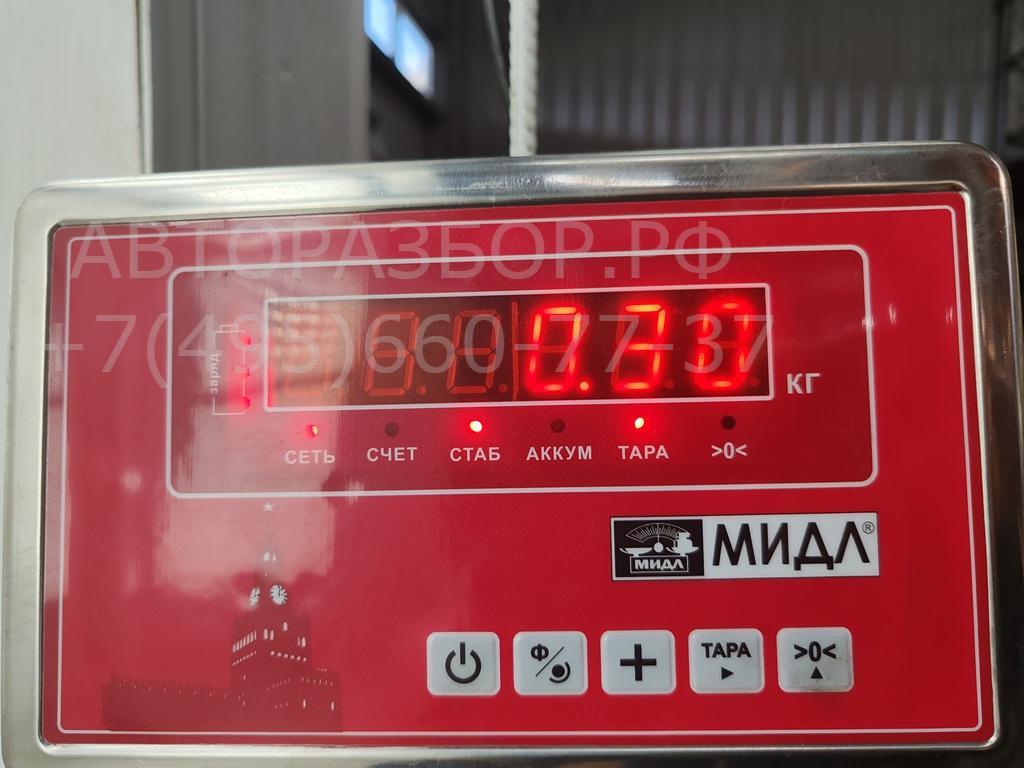 АВТОРАЗБОР.РФ
+7(495)660-77-37
заряд
0.30
КГ
СЕТЬ СЧЕТ СТАБ АККУМ ТАРА >0<
МИДЛ МИДЛ®
Ф/ + ТАРА >0<